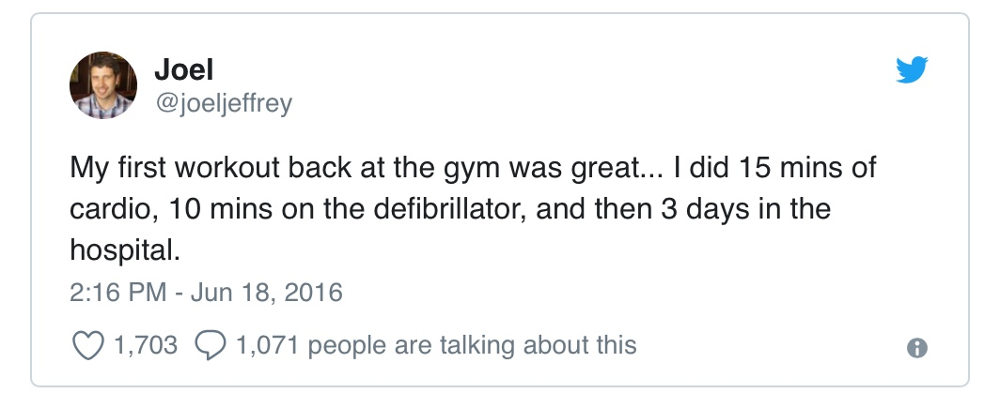 Joel
@joeljeffrey
My first workout back at the gym was great... I did 15 mins of
cardio, 10 mins on the defibrillator, and then 3 days in the
hospital.
2:16 PM - Jun 18, 2016
1,703 1,071 people are talking about this